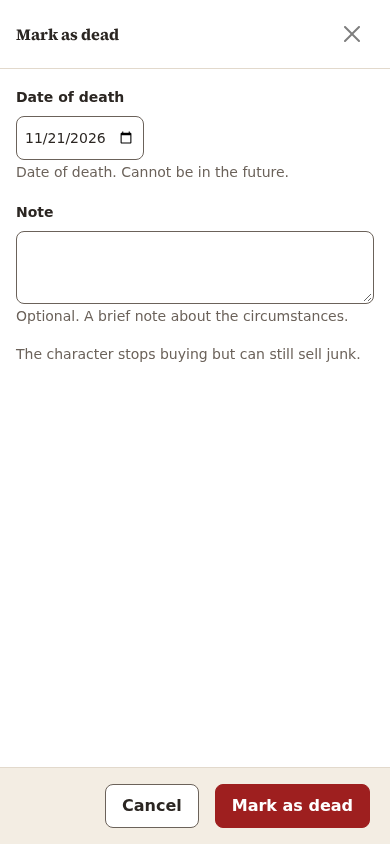 Mark as dead
Date of death
11/21/2026
Date of death. Cannot be in the future.
Note
Optional. A brief note about the circumstances.
The character stops buying but can still sell junk.
Cancel
Mark as dead